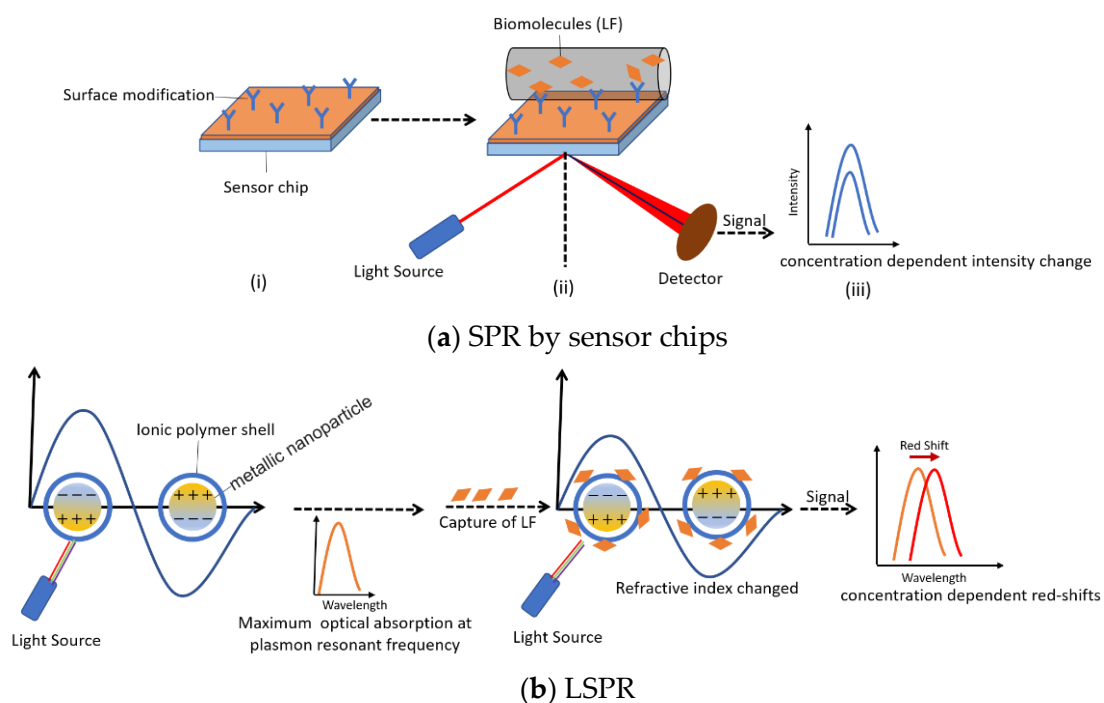 Biomolecules (LF)
Surface modification
Sensor chip
Light Source
Detector
Signal
Intensity
concentration dependent intensity change
(i)
(ii)
(iii)
(a) SPR by sensor chips
Ionic polymer shell
metallic nanoparticle
− − −
+ + +
+ + +
− − −
Light Source
Wavelength
Maximum optical absorption at
plasmon resonant frequency
Capture of LF
− − −
+ + +
+ + +
− − −
Refractive index changed
Light Source
Signal
Red Shift
Wavelength
concentration dependent red-shifts
(b) LSPR